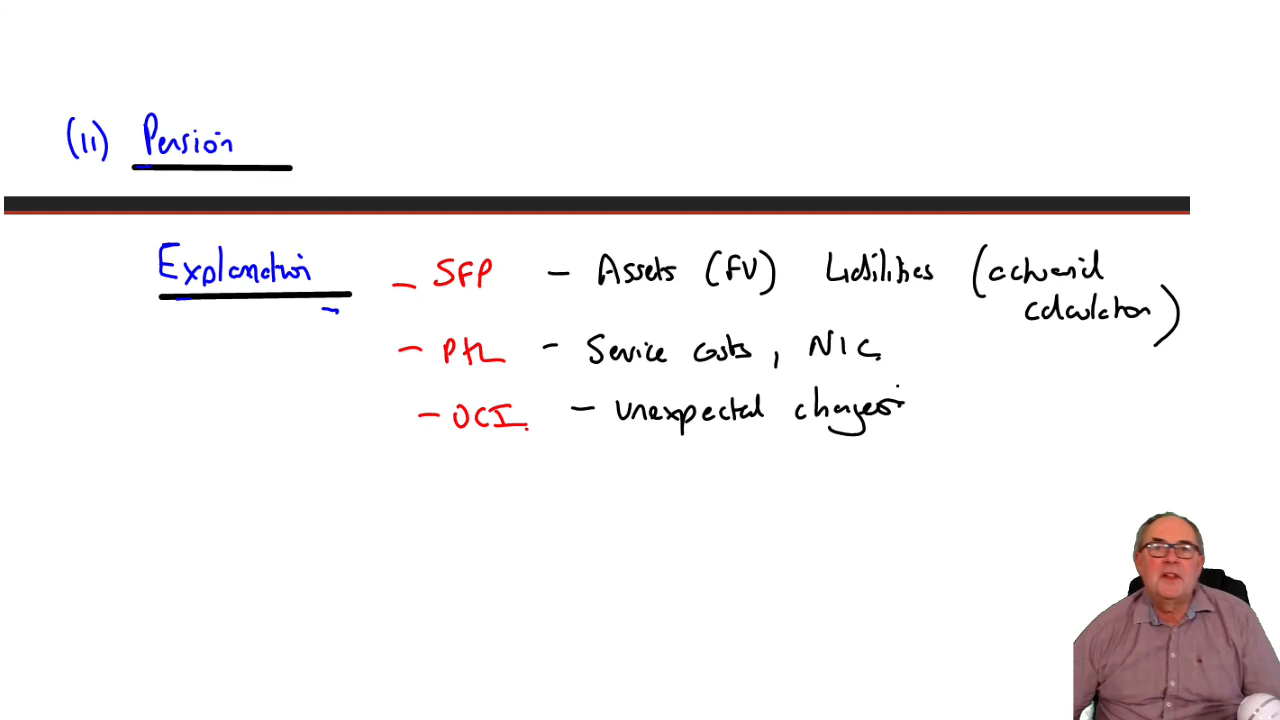 (11) Pension
Explanation - SFP - Assets (FV) Liabilities (actuarial
calculation)
- P+L - Service costs, NIC.
- OCI. - unexpected changes.